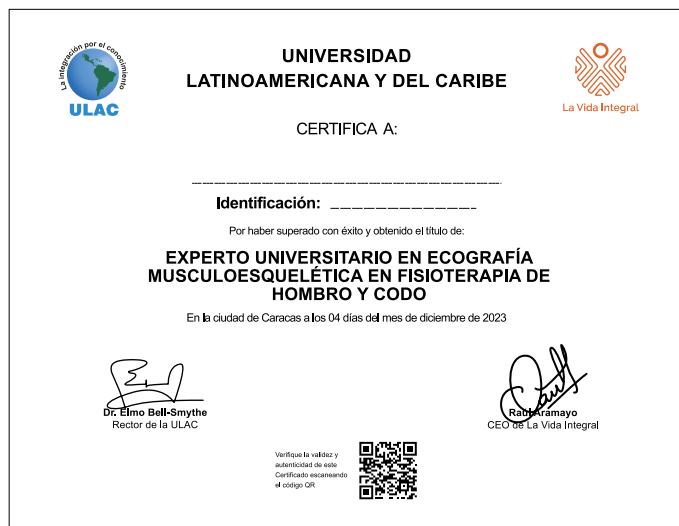 La integración por el conocimiento
ULAC
UNIVERSIDAD
LATINOAMERICANA Y DEL CARIBE
La Vida Integral
CERTIFICA A:
Identificación:
Por haber superado con éxito y obtenido el título de:
EXPERTO UNIVERSITARIO EN ECOGRAFÍA
MUSCULOESQUELÉTICA EN FISIOTERAPIA DE
HOMBRO Y CODO
En la ciudad de Caracas a los 04 días del mes de diciembre de 2023
Dr. Elmo Bell-Smythe
Rector de la ULAC
Raúl Aramayo
CEO de La Vida Integral
Verifique la validez y
autenticidad de este
Certificado escaneando
el código QR